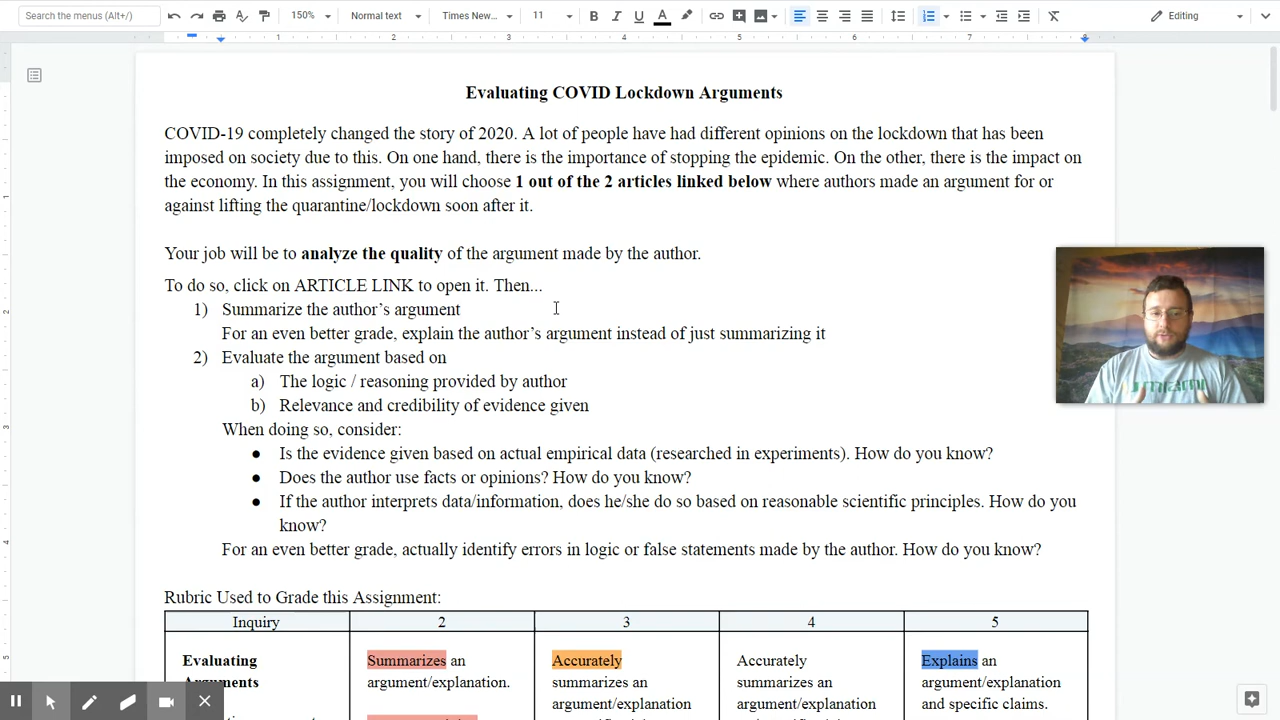 Search the menus (Alt+/)
150%
Normal text
Times New...
11
B I U A
Editing
1 2 3 4 5 6 7 8
Evaluating COVID Lockdown Arguments
COVID-19 completely changed the story of 2020. A lot of people have had different opinions on the lockdown that has been
imposed on society due to this. On one hand, there is the importance of stopping the epidemic. On the other, there is the impact on
the economy. In this assignment, you will choose 1 out of the 2 articles linked below where authors made an argument for or
against lifting the quarantine/lockdown soon after it.
Your job will be to analyze the quality of the argument made by the author.
To do so, click on ARTICLE LINK to open it. Then...
1) Summarize the author's argument
For an even better grade, explain the author's argument instead of just summarizing it
2) Evaluate the argument based on
a) The logic / reasoning provided by author
b) Relevance and credibility of evidence given
When doing so, consider:
● Is the evidence given based on actual empirical data (researched in experiments). How do you know?
● Does the author use facts or opinions? How do you know?
● If the author interprets data/information, does he/she do so based on reasonable scientific principles. How do you
know?
For an even better grade, actually identify errors in logic or false statements made by the author. How do you know?
Rubric Used to Grade this Assignment:
Inquiry 2 3 4 5
Evaluating Summarizes an Accurately Accurately Explains an
Arguments argument/explanation. summarizes an summarizes an argument/explanation
argument/explanation argument/explanation and specific claims.